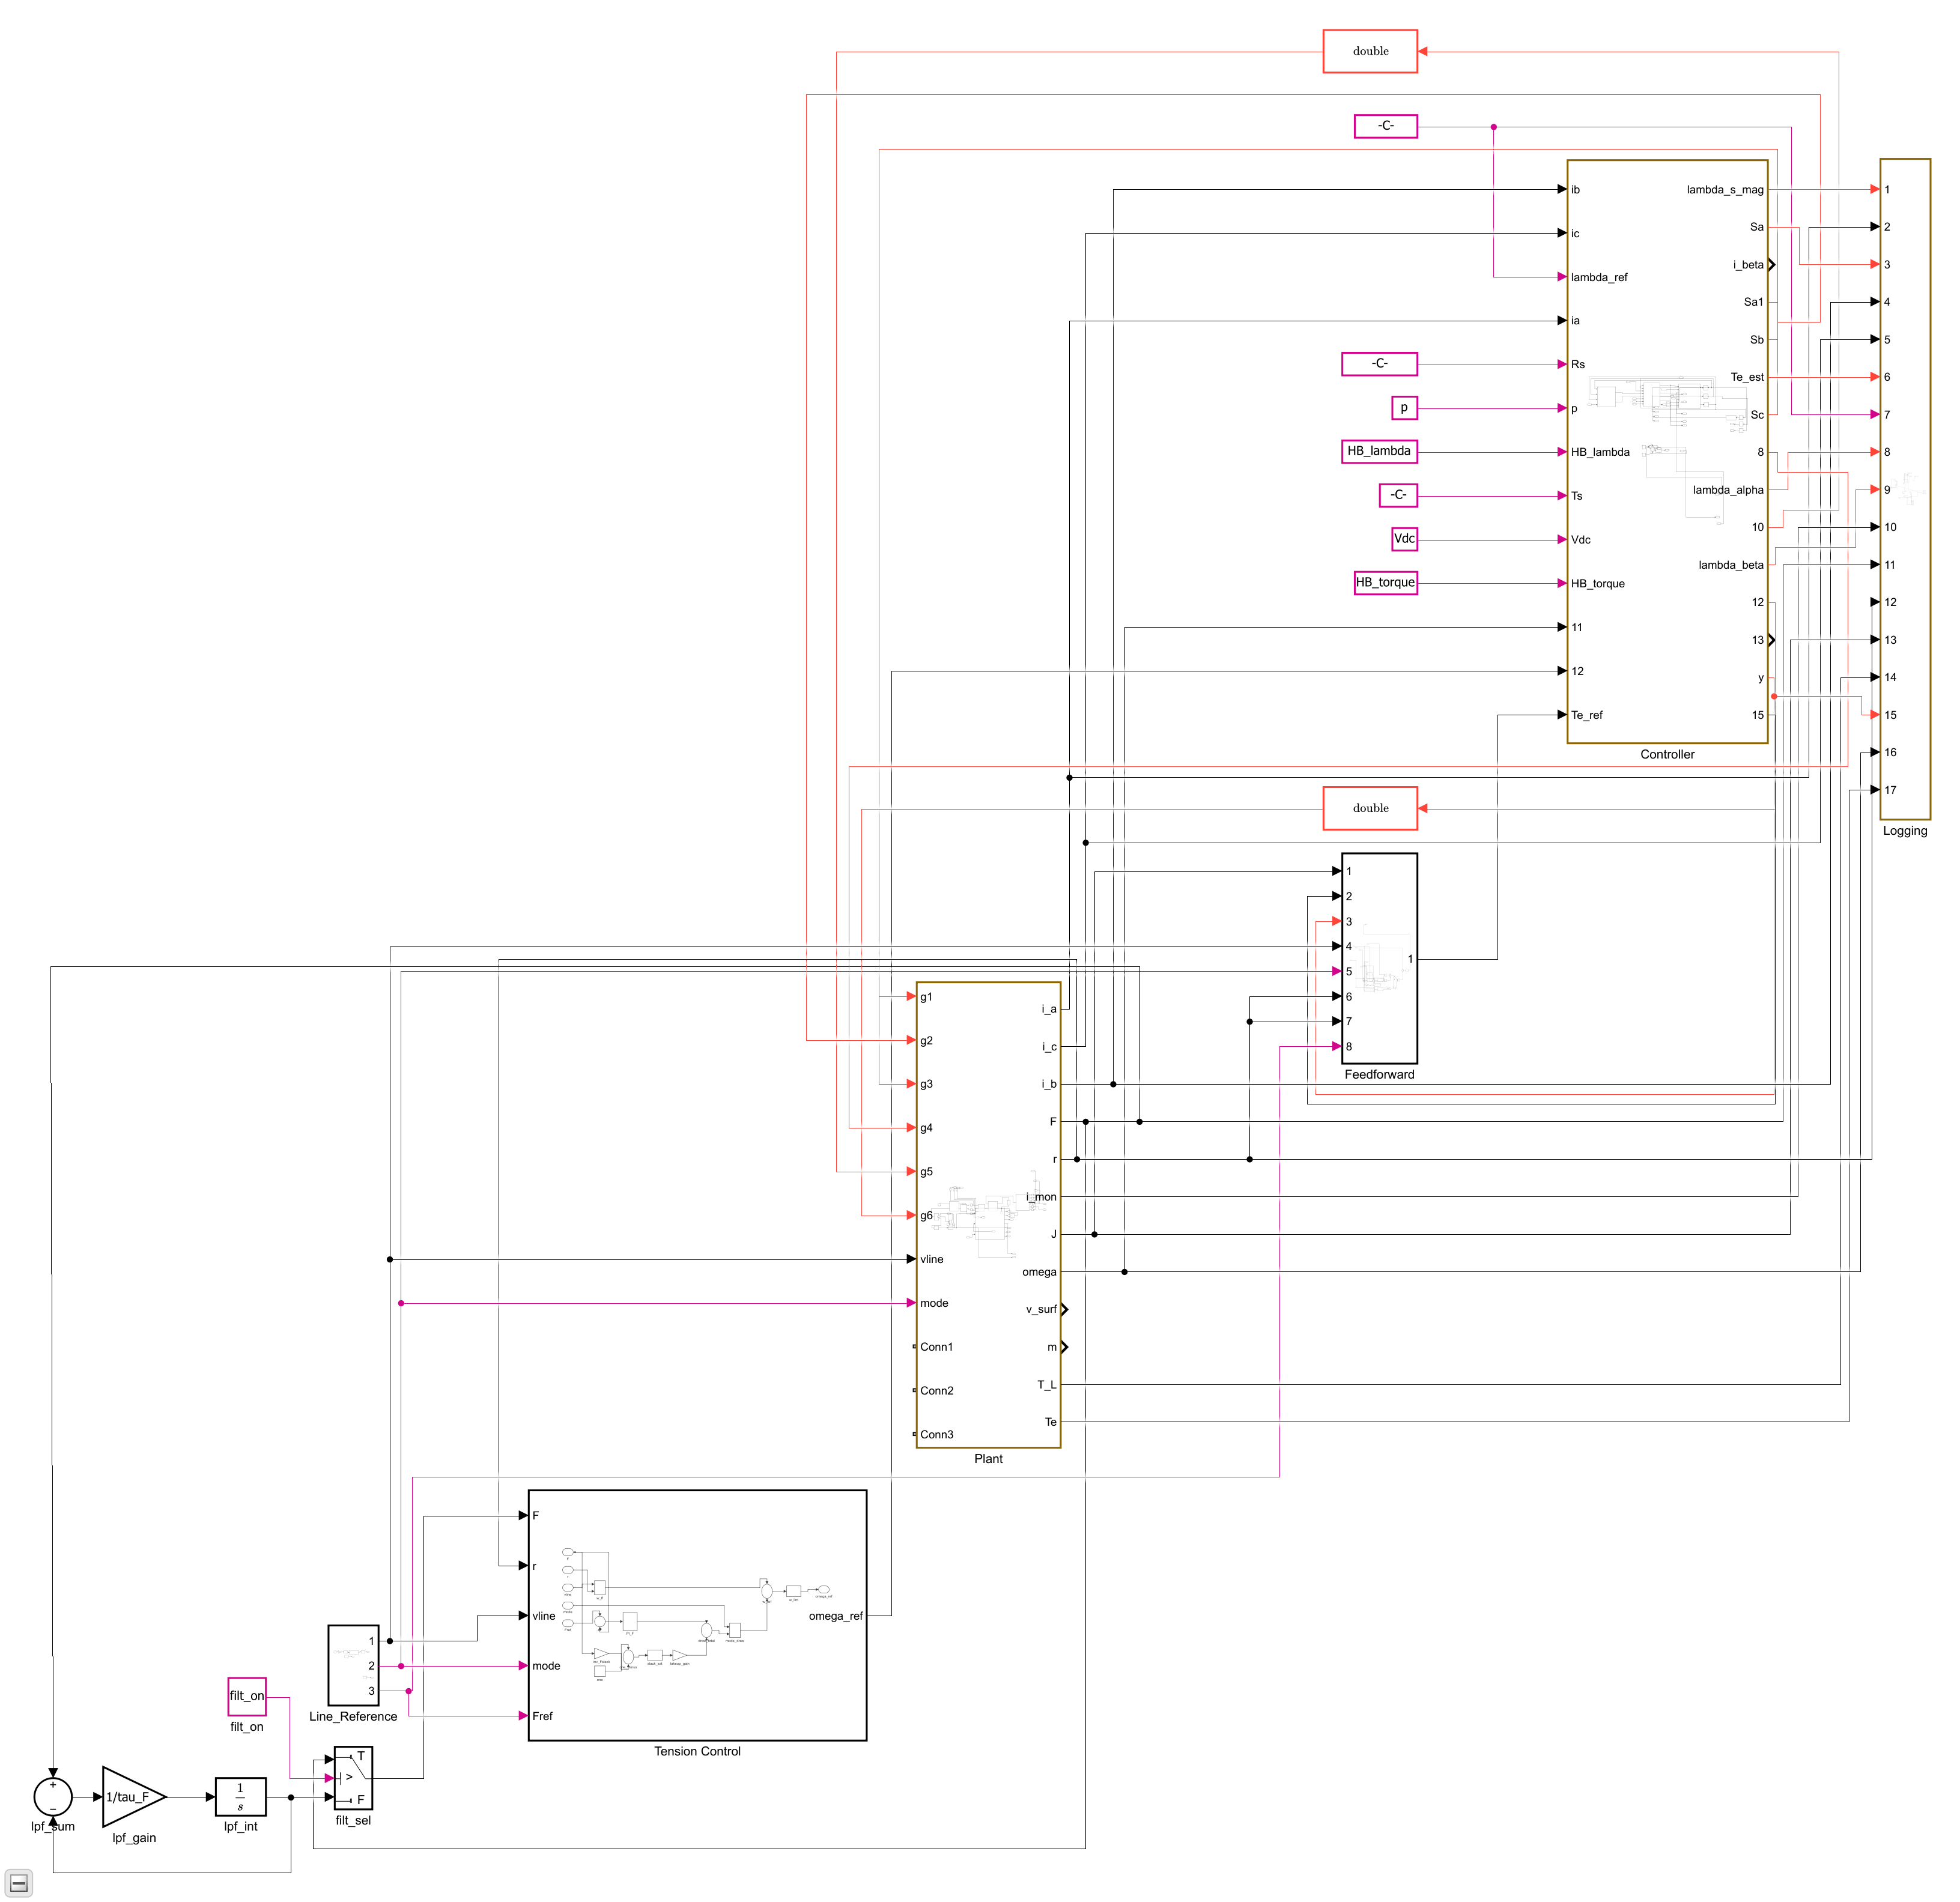 double
-C-
ib
ic
lambda_ref
ia
Rs
p
HB_lambda
Ts
Vdc
HB_torque
11
12
Te_ref
lambda_s_mag
Sa
i_beta
Sa1
Sb
Te_est
Sc
8
lambda_alpha
10
lambda_beta
12
13
y
15
Controller
-C-
p
HB_lambda
-C-
Vdc
HB_torque
1
2
3
4
5
6
7
8
9
10
11
12
13
14
15
16
17
Logging
double
1
2
3
4
5
6
7
8
1
Feedforward
g1
g2
g3
g4
g5
g6
vline
mode
Conn1
Conn2
Conn3
i_a
i_c
i_b
F
r
i_mon
J
omega
v_surf
m
T_L
Te
Plant
F
r
vline
mode
Fref
omega_ref
Tension Control
1
2
3
Line_Reference
filt_on
filt_on
T
>
F
filt_sel
+
−
lpf_sum
1/tau_F
lpf_gain
1
s
lpf_int